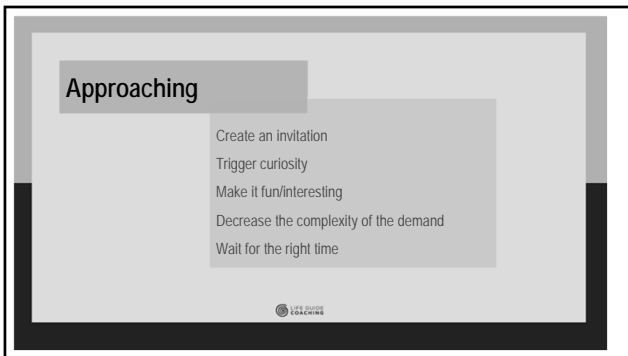 Approaching
Create an invitation
Trigger curiosity
Make it fun/interesting
Decrease the complexity of the demand
Wait for the right time
LIFE GUIDE
COACHING